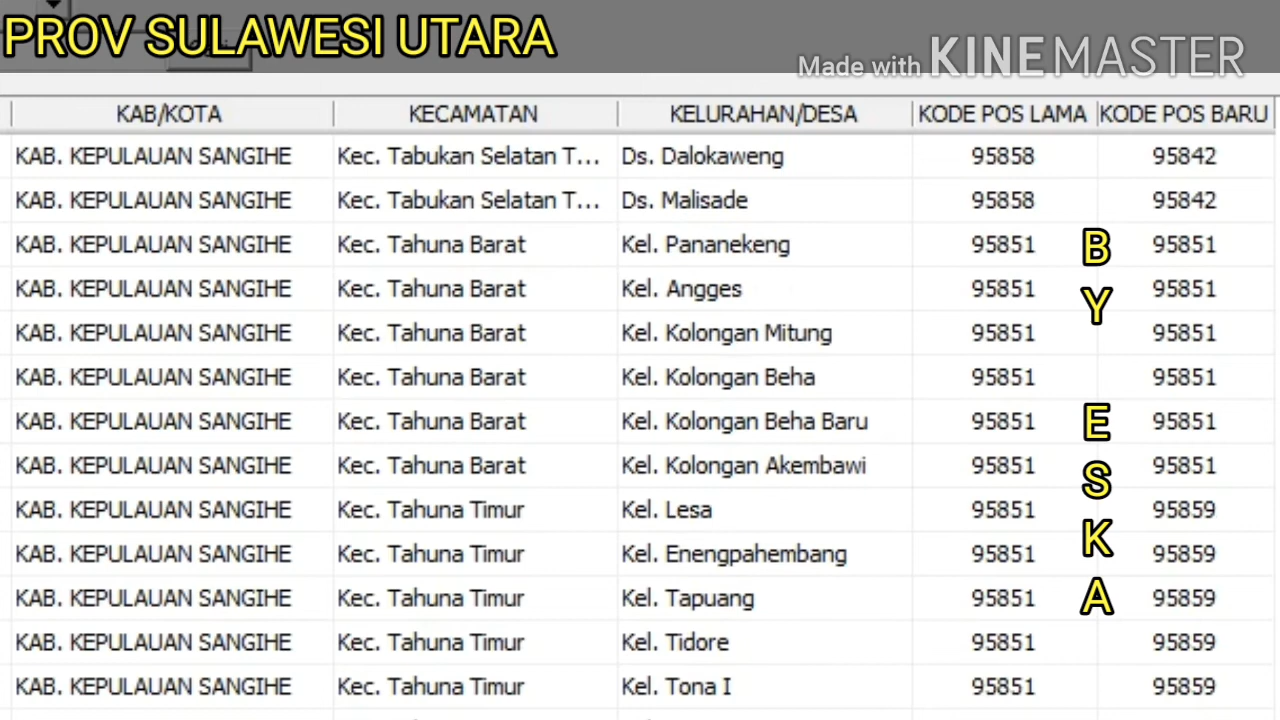 PROV SULAWESI UTARA
Made with KINEMASTER
KAB/KOTA KECAMATAN KELURAHAN/DESA KODE POS LAMA KODE POS BARU
KAB. KEPULAUAN SANGIHE Kec. Tabukan Selatan T... Ds. Dalokaweng 95858 95842
KAB. KEPULAUAN SANGIHE Kec. Tabukan Selatan T... Ds. Malisade 95858 95842
KAB. KEPULAUAN SANGIHE Kec. Tahuna Barat Kel. Pananekeng 95851 95851
KAB. KEPULAUAN SANGIHE Kec. Tahuna Barat Kel. Angges 95851 95851
KAB. KEPULAUAN SANGIHE Kec. Tahuna Barat Kel. Kolongan Mitung 95851 95851
KAB. KEPULAUAN SANGIHE Kec. Tahuna Barat Kel. Kolongan Beha 95851 95851
KAB. KEPULAUAN SANGIHE Kec. Tahuna Barat Kel. Kolongan Beha Baru 95851 95851
KAB. KEPULAUAN SANGIHE Kec. Tahuna Barat Kel. Kolongan Akembawi 95851 95851
KAB. KEPULAUAN SANGIHE Kec. Tahuna Timur Kel. Lesa 95851 95859
KAB. KEPULAUAN SANGIHE Kec. Tahuna Timur Kel. Enengpahembang 95851 95859
KAB. KEPULAUAN SANGIHE Kec. Tahuna Timur Kel. Tapuang 95851 95859
KAB. KEPULAUAN SANGIHE Kec. Tahuna Timur Kel. Tidore 95851 95859
KAB. KEPULAUAN SANGIHE Kec. Tahuna Timur Kel. Tona I 95851 95859
BY ESKA